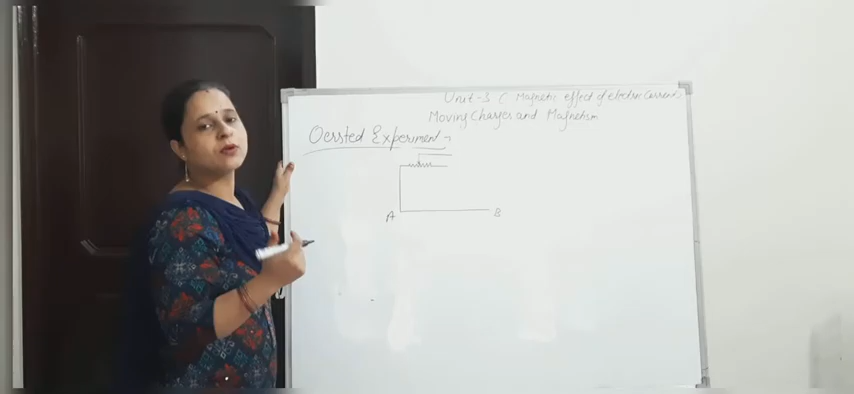 Unit-3 ( Magnetic effect of electric Current
Moving Charges and Magnetism
Oersted Experiment
A B